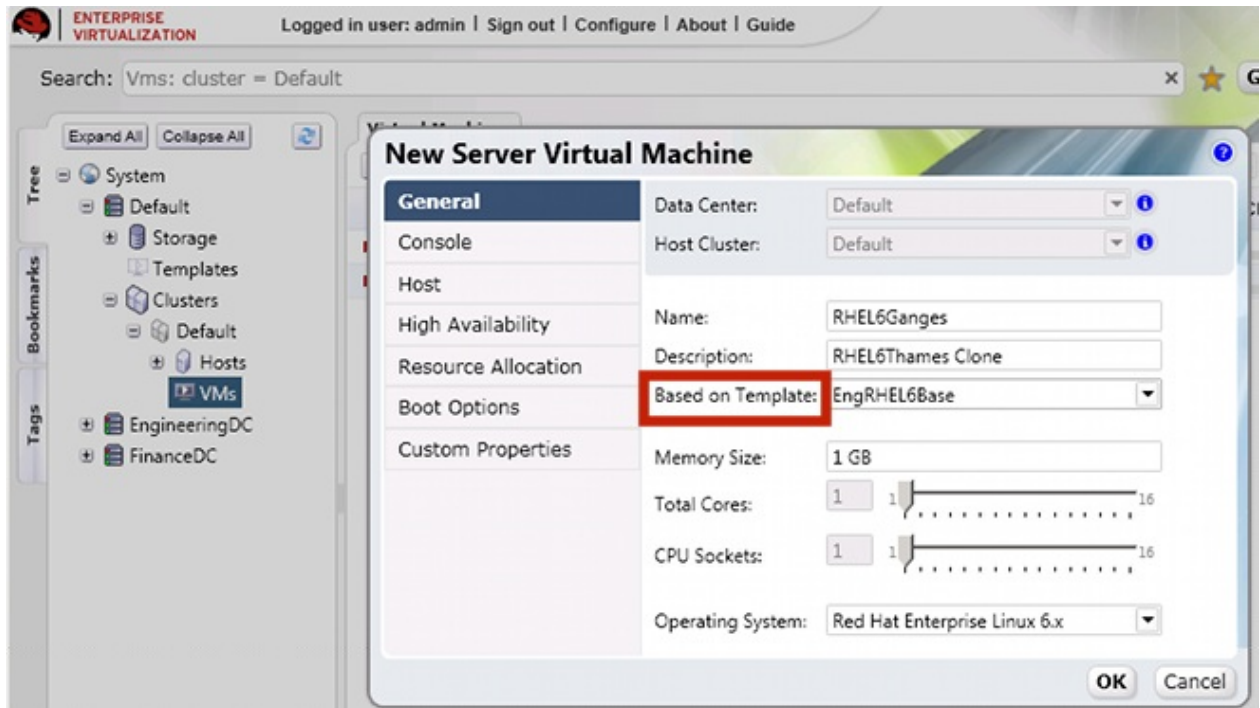 ENTERPRISE
VIRTUALIZATION
Logged in user: admin | Sign out | Configure | About | Guide
Search: Vms: cluster = Default
G
Expand All Collapse All
Tree
Bookmarks
Tags
System
Default
Storage
Templates
Clusters
Default
Hosts
VMs
EngineeringDC
FinanceDC
New Server Virtual Machine
General
Console
Host
High Availability
Resource Allocation
Boot Options
Custom Properties
Data Center: Default
Host Cluster: Default
Name: RHEL6Ganges
Description: RHEL6Thames Clone
Based on Template: EngRHEL6Base
Memory Size: 1 GB
Total Cores: 1 1 16
CPU Sockets: 1 1 16
Operating System: Red Hat Enterprise Linux 6.x
OK Cancel